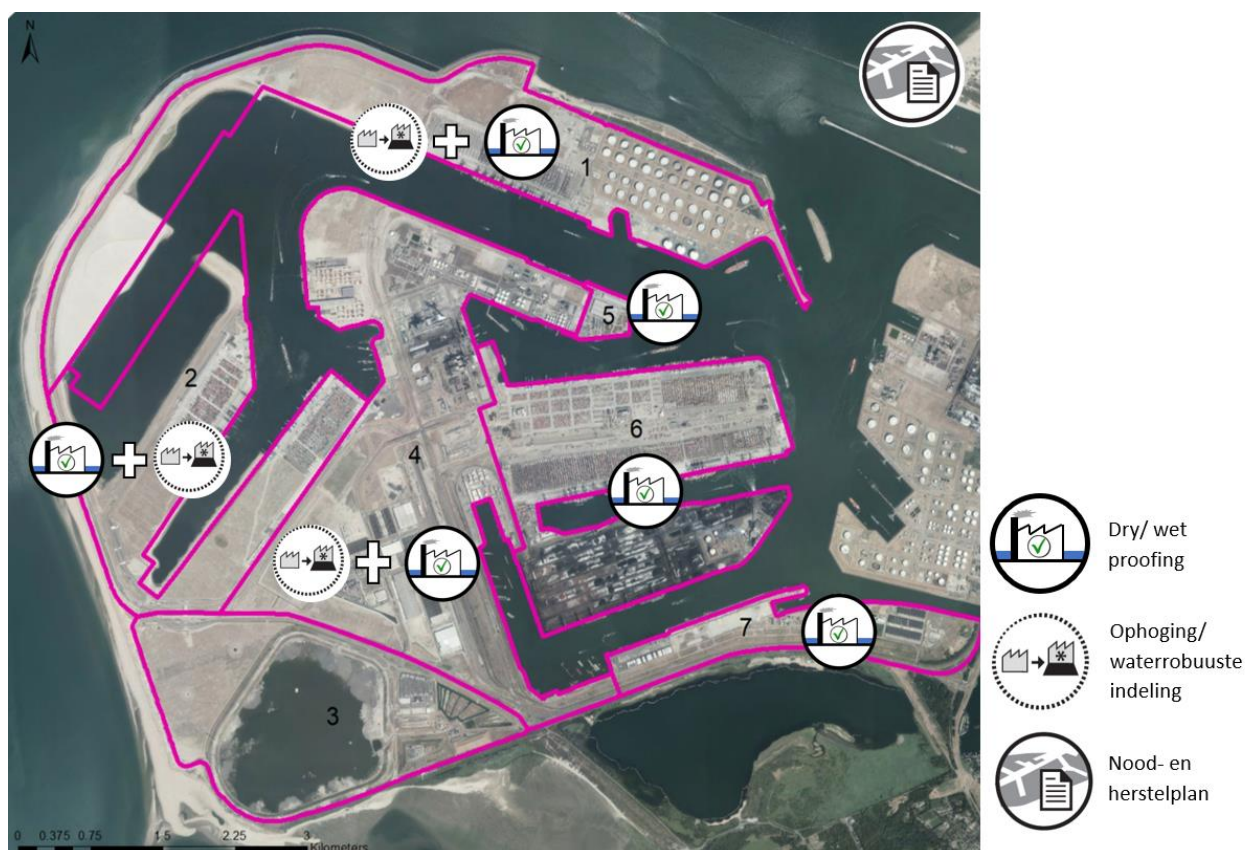 N
1
5
2
6
4
7
3
0 0.375 0.75 1.5 2.25 3
Kilometers
Dry/ wet
proofing
Ophoging/
waterrobuuste
indeling
Nood- en
herstelplan